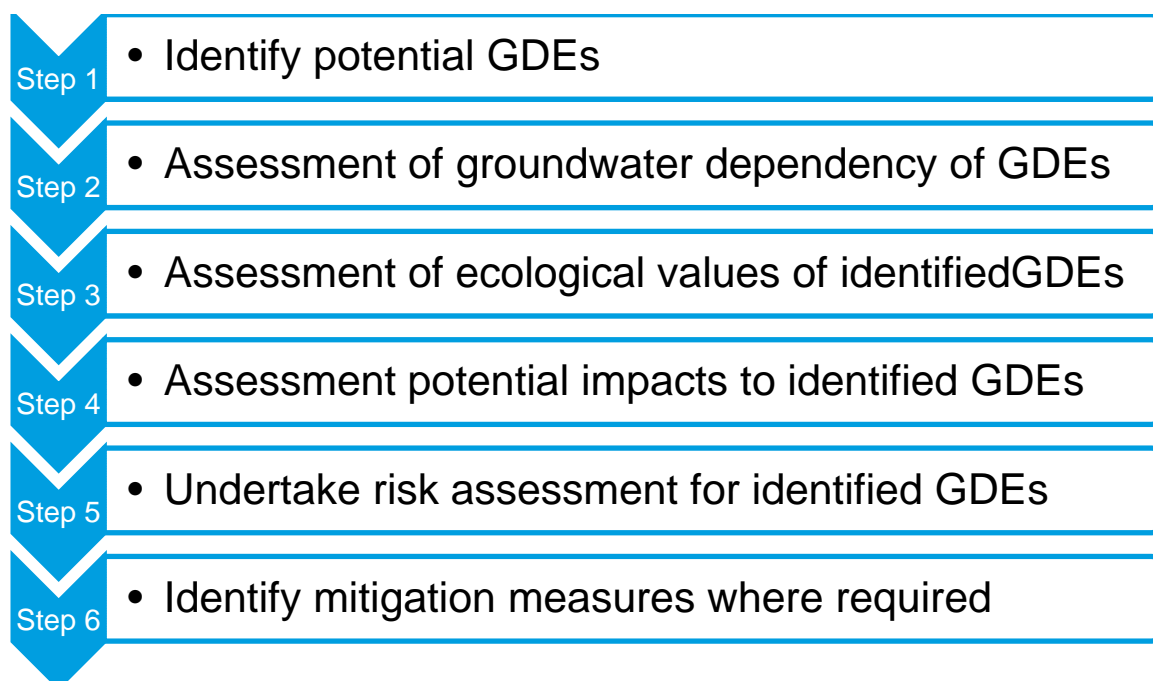 Step 1
• Identify potential GDEs
Step 2
• Assessment of groundwater dependency of GDEs
Step 3
• Assessment of ecological values of identifiedGDEs
Step 4
• Assessment potential impacts to identified GDEs
Step 5
• Undertake risk assessment for identified GDEs
Step 6
• Identify mitigation measures where required